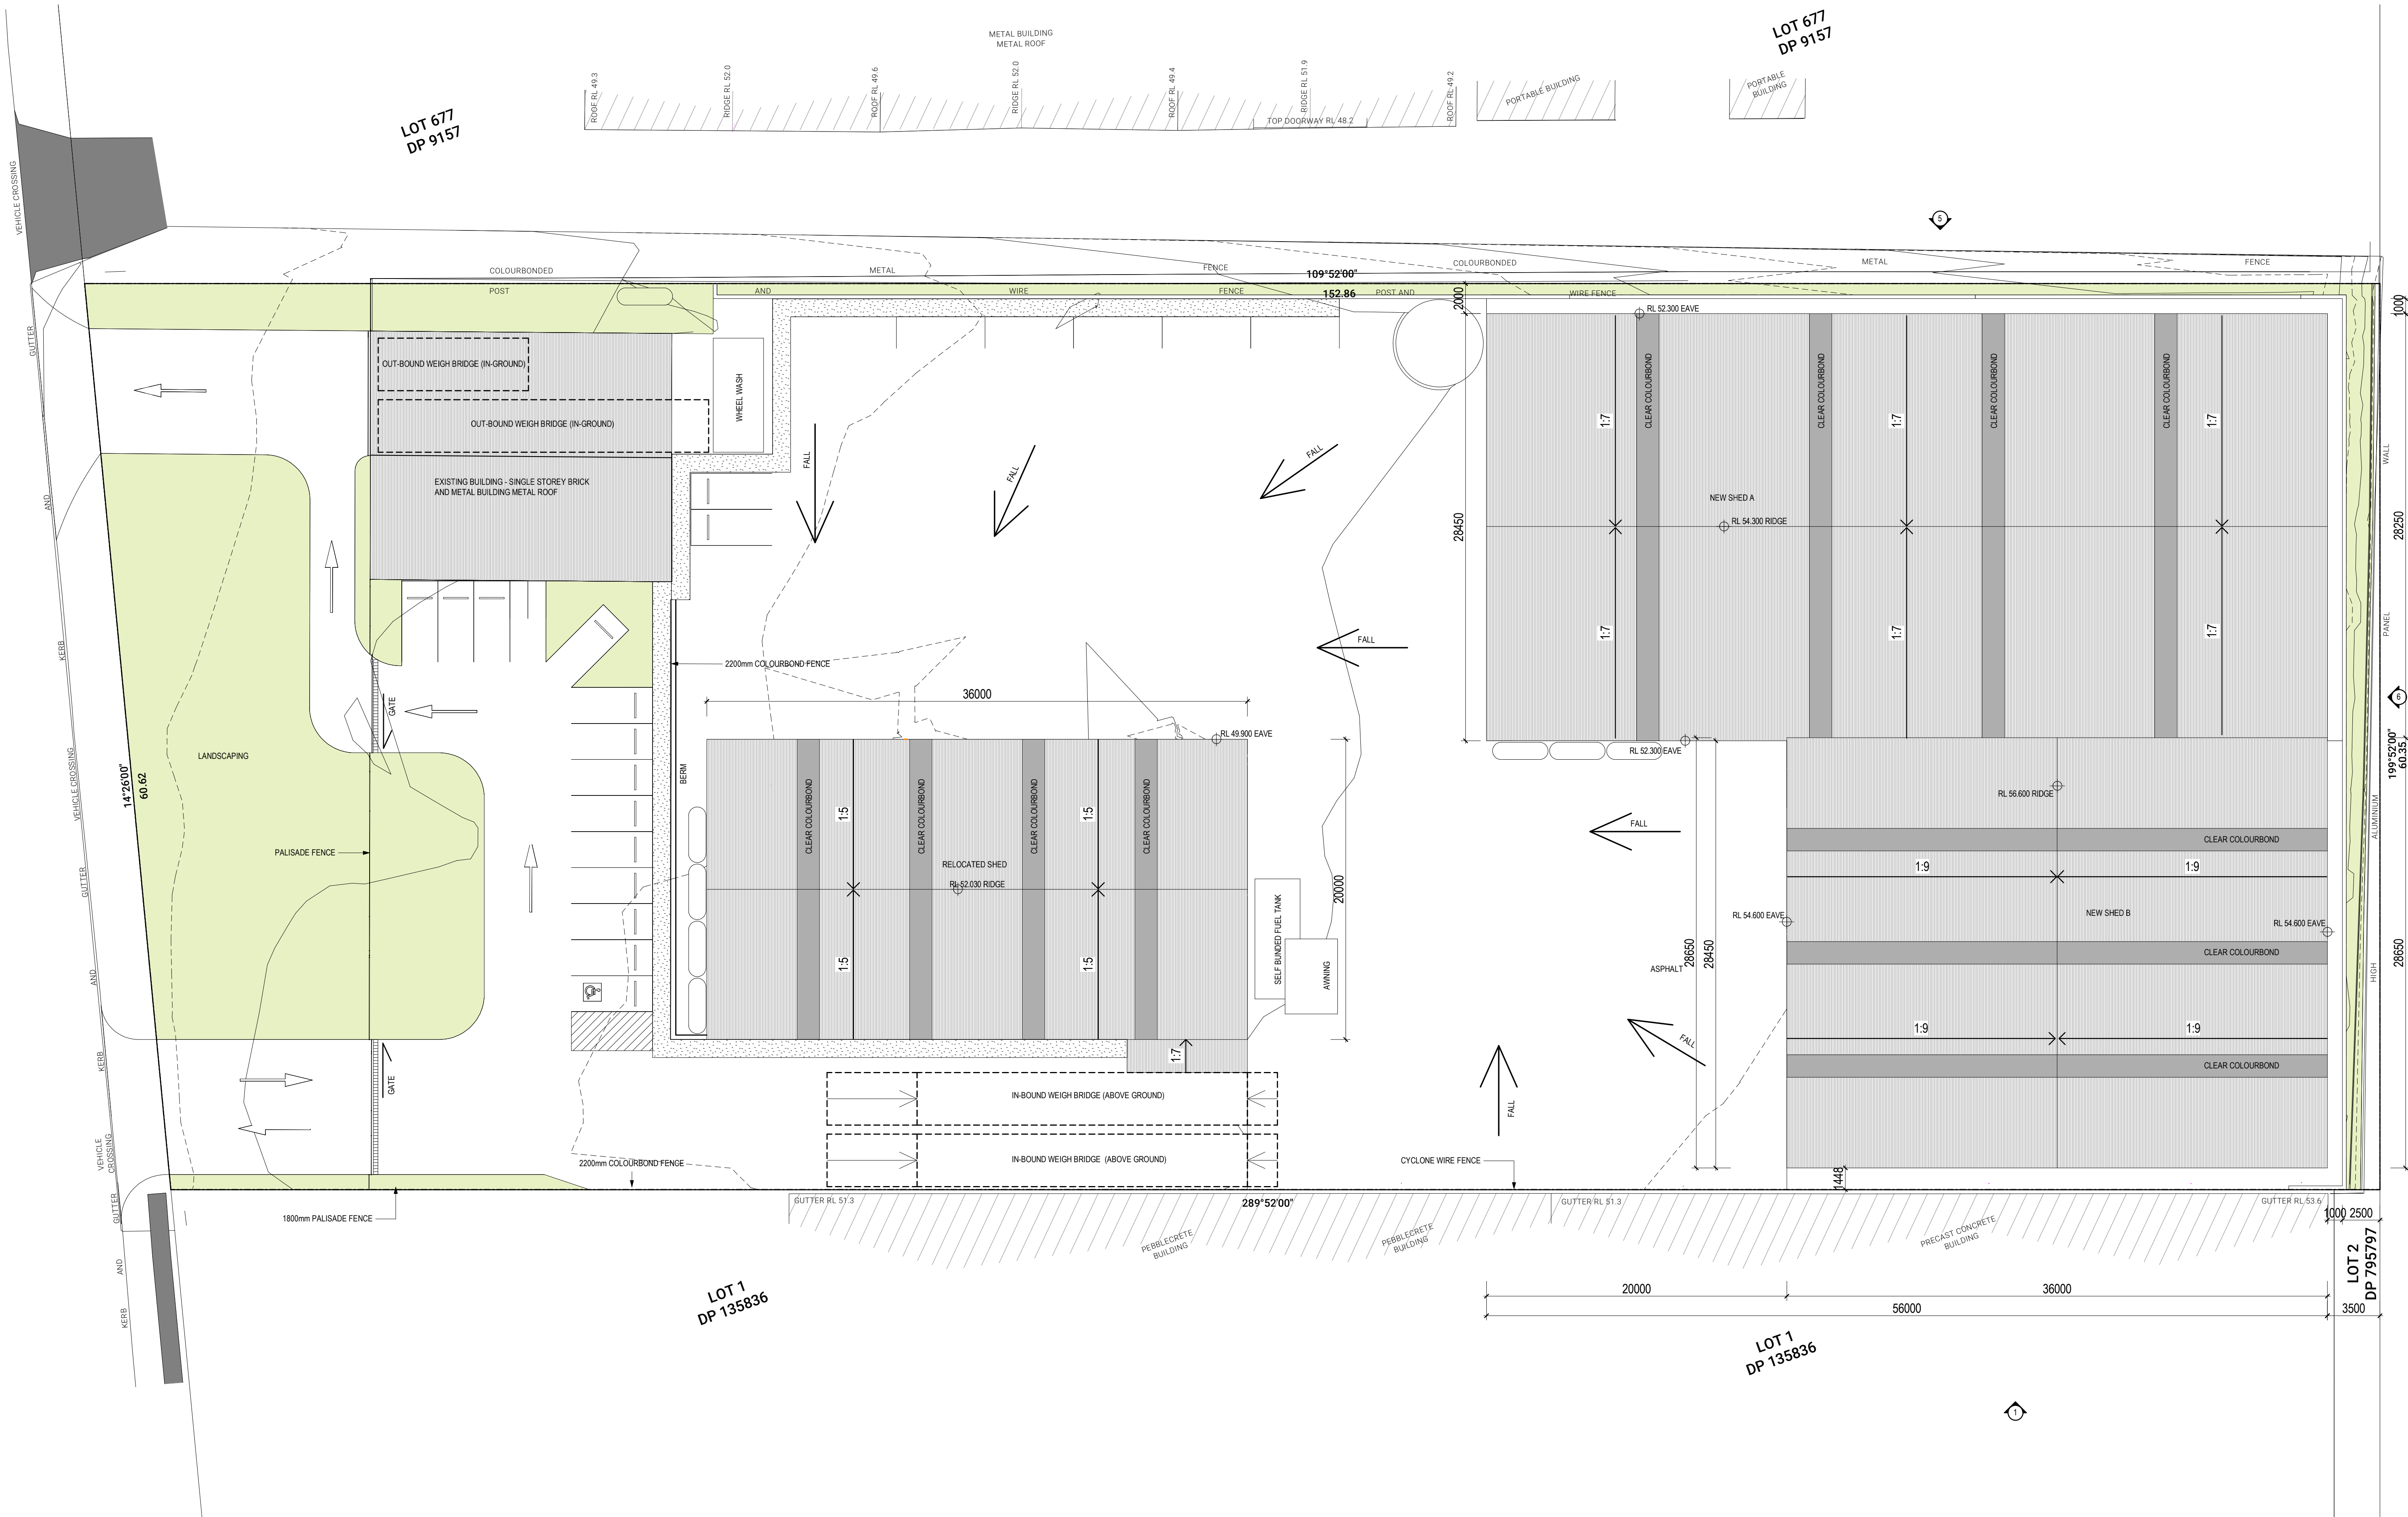 METAL BUILDING
METAL ROOF
LOT 677
DP 9157
LOT 677
DP 9157
ROOF RL 49.3
RIDGE RL 52.0
ROOF RL 49.6
RIDGE RL 52.0
ROOF RL 49.4
RIDGE RL 51.9
ROOF RL 49.2
TOP DOORWAY RL 48.2
PORTABLE BUILDING
PORTABLE
BUILDING
VEHICLE CROSSING
5
COLOURBONDED
METAL
FENCE
109°52'00"
COLOURBONDED
METAL
FENCE
POST
AND
WIRE
FENCE
152.86
POST AND
WIRE FENCE
2000
1000
RL 52.300 EAVE
GUTTER
OUT-BOUND WEIGH BRIDGE (IN-GROUND)
OUT-BOUND WEIGH BRIDGE (IN-GROUND)
WHEEL WASH
FALL
FALL
FALL
CLEAR COLOURBOND
CLEAR COLOURBOND
CLEAR COLOURBOND
CLEAR COLOURBOND
1:7
1:7
1:7
WALL
EXISTING BUILDING - SINGLE STOREY BRICK
AND METAL BUILDING METAL ROOF
AND
NEW SHED A
RL 54.300 RIDGE
28450
28250
1:7
1:7
1:7
PANEL
KERB
FALL
2200mm COLOURBOND FENCE
36000
GATE
6
RL 49.900 EAVE
RL 52.300 EAVE
199°52'00"
60.35
LANDSCAPING
14°26'00"
60.62
VEHICLE CROSSING
BERM
CLEAR COLOURBOND
CLEAR COLOURBOND
CLEAR COLOURBOND
CLEAR COLOURBOND
1:5
1:5
RL 56.600 RIDGE
ALUMINIUM
FALL
CLEAR COLOURBOND
PALISADE FENCE
RELOCATED SHED
RL 52.030 RIDGE
1:9
1:9
20000
GUTTER
RL 54.600 EAVE
NEW SHED B
RL 54.600 EAVE
SELF BUNDED FUEL TANK
AWNING
1:5
1:5
28650
28450
28650
ASPHALT
CLEAR COLOURBOND
HIGH
AND
FALL
1:9
1:9
1:7
KERB
GATE
CLEAR COLOURBOND
IN-BOUND WEIGH BRIDGE (ABOVE GROUND)
FALL
VEHICLE
CROSSING
2200mm COLOURBOND FENCE
IN-BOUND WEIGH BRIDGE (ABOVE GROUND)
CYCLONE WIRE FENCE
1448
GUTTER
1800mm PALISADE FENCE
GUTTER RL 51.3
289°52'00"
GUTTER RL 51.3
GUTTER RL 53.6
1000
2500
PEBBLECRETE
BUILDING
PEBBLECRETE
BUILDING
PRECAST CONCRETE
BUILDING
AND
KERB
LOT 1
DP 135836
LOT 2
DP 795797
20000
36000
56000
3500
LOT 1
DP 135836
1